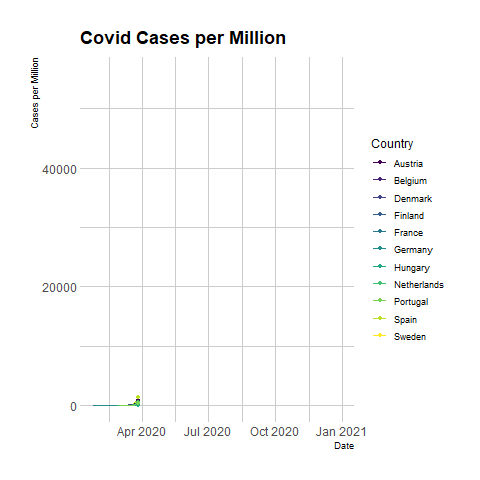 Covid Cases per Million
Cases per Million
40000
20000
0
Apr 2020 Jul 2020 Oct 2020 Jan 2021
Date
Country
Austria
Belgium
Denmark
Finland
France
Germany
Hungary
Netherlands
Portugal
Spain
Sweden